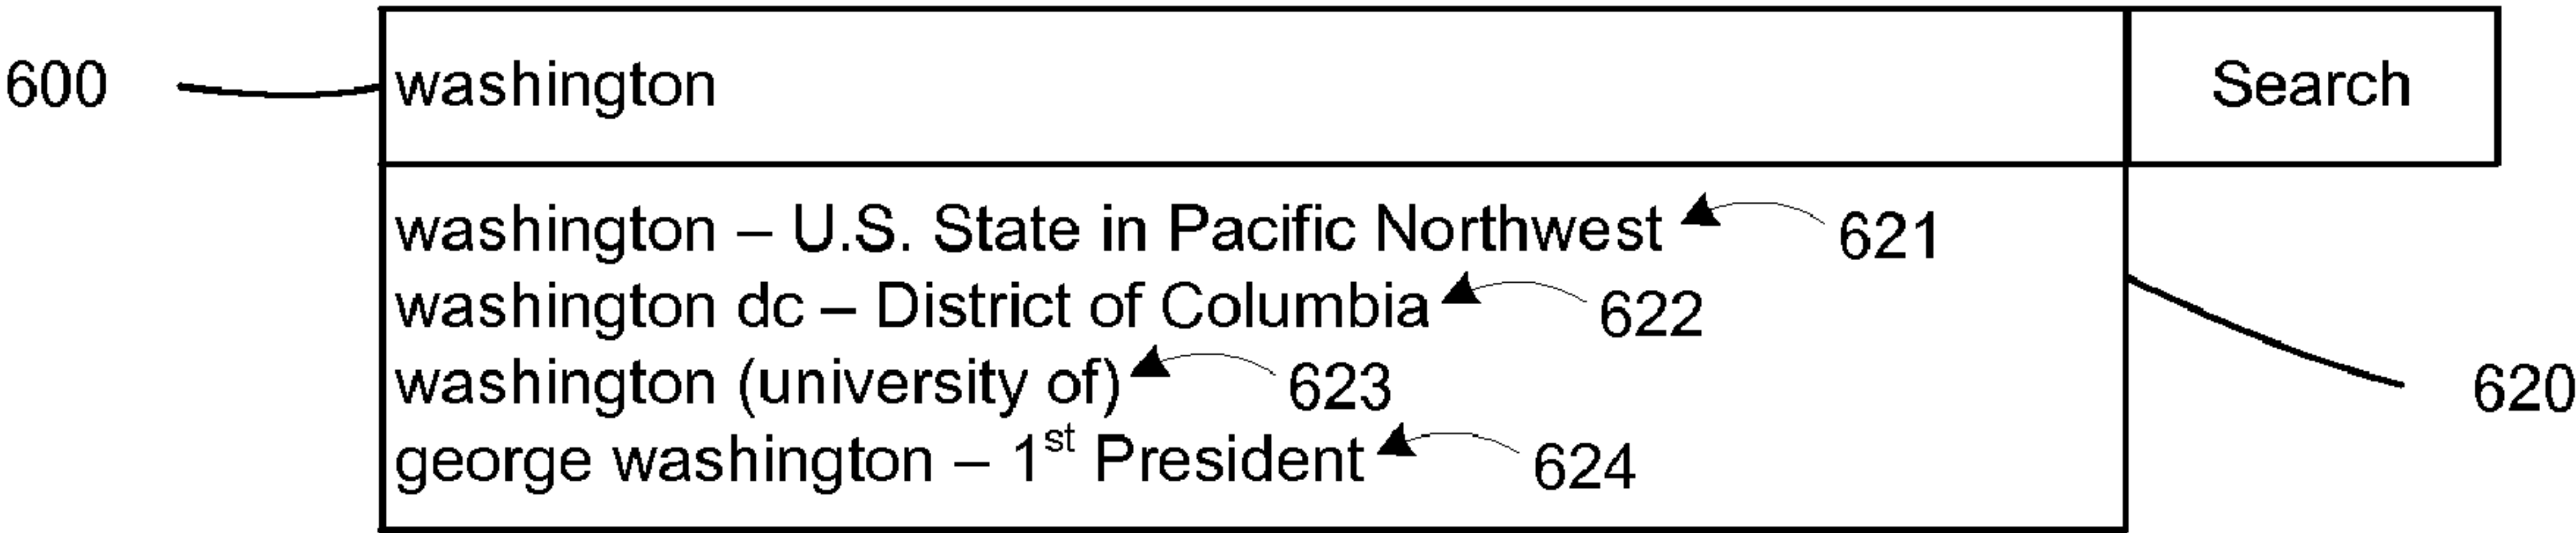 600 washington Search
washington – U.S. State in Pacific Northwest 621
washington dc – District of Columbia 622
washington (university of) 623
620
george washington – 1st President 624